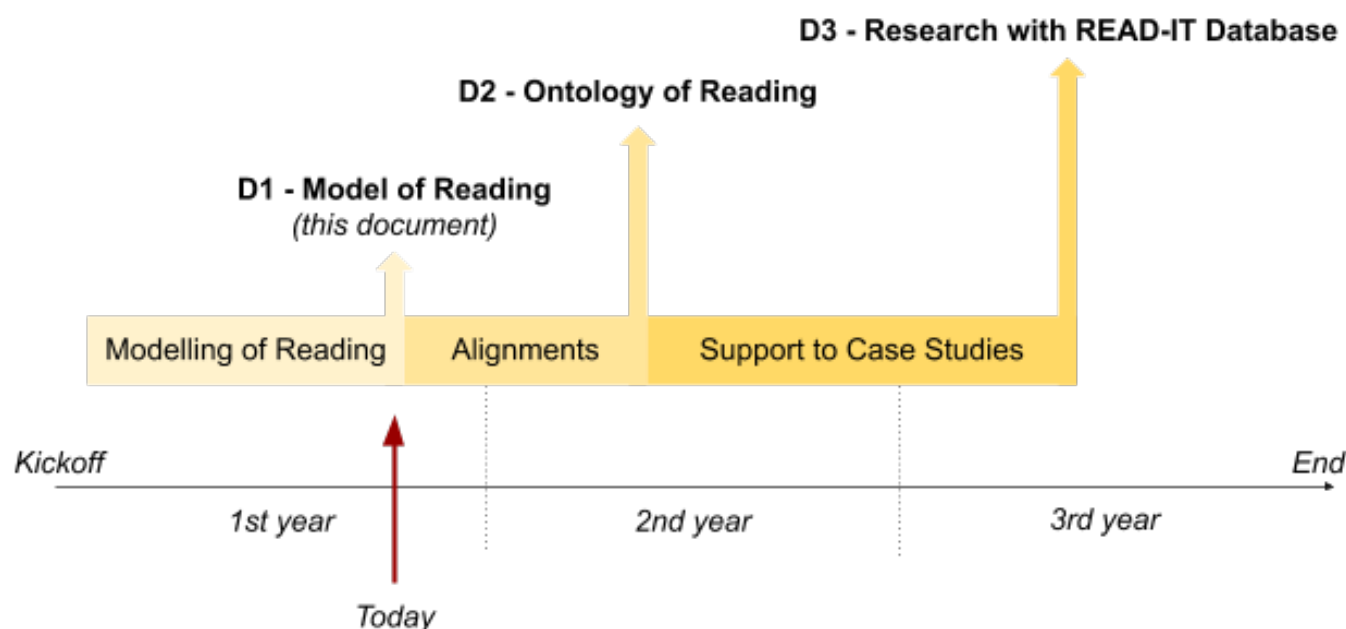 D3 - Research with READ-IT Database
D2 - Ontology of Reading
D1 - Model of Reading
(this document)
Modelling of Reading
Alignments
Support to Case Studies
Kickoff
End
1st year
2nd year
3rd year
Today